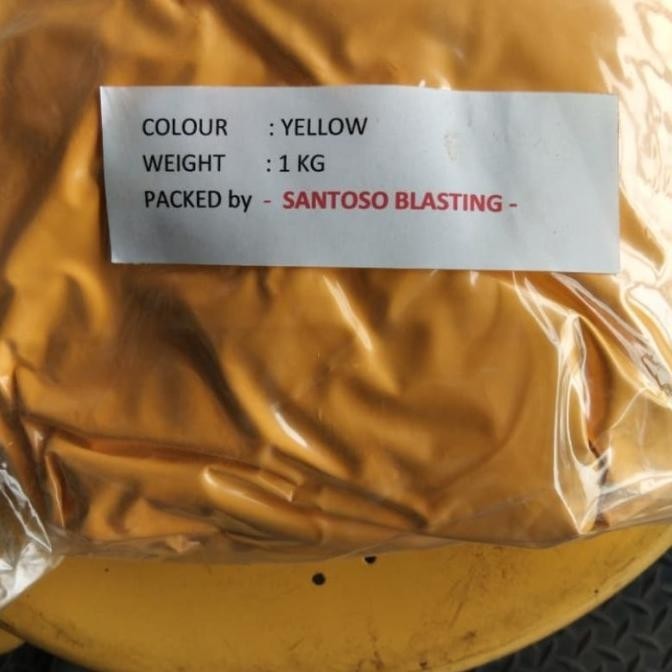 COLOUR : YELLOW
WEIGHT : 1 KG
PACKED by - SANTOSO BLASTING -